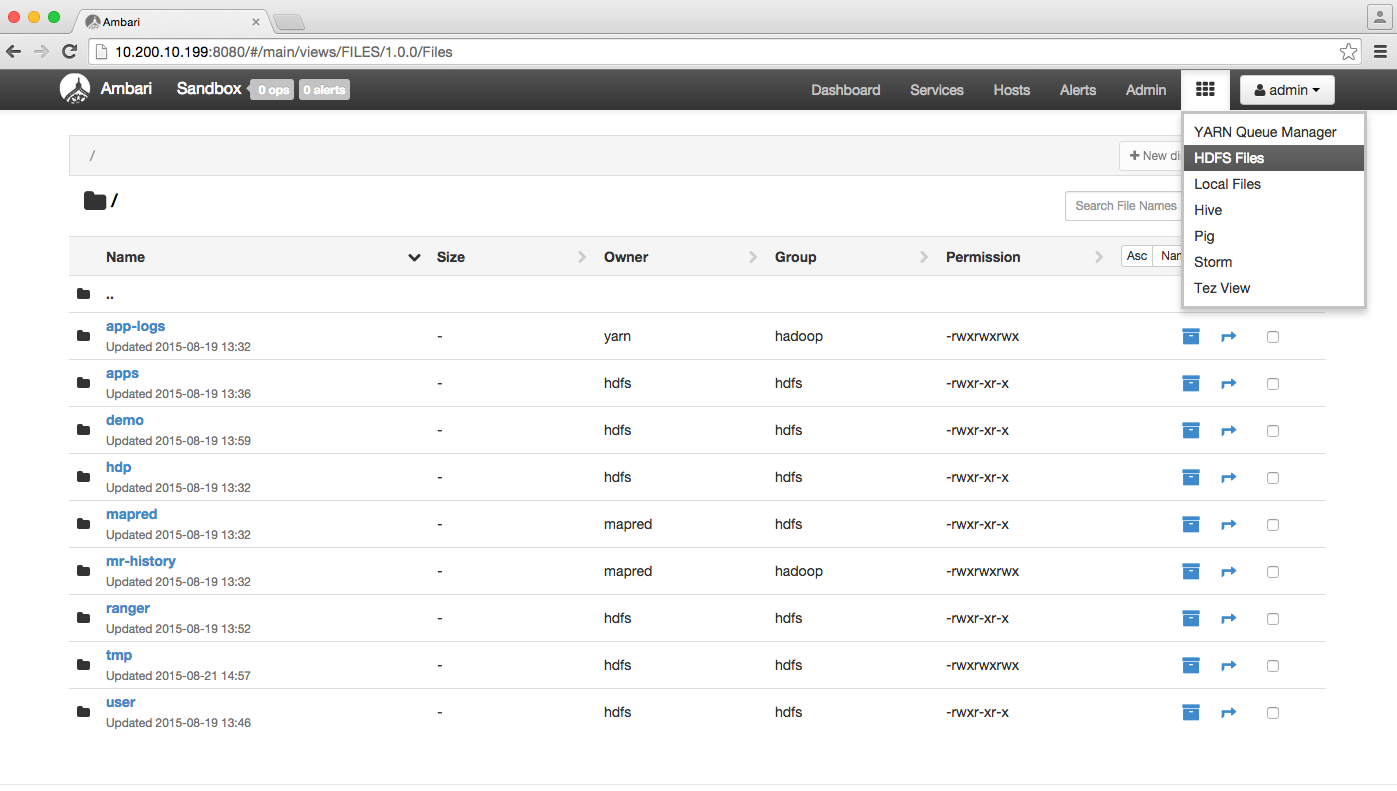 Ambari
10.200.10.199:8080/#/main/views/FILES/1.0.0/Files
Ambari Sandbox 0 ops 0 alerts Dashboard Services Hosts Alerts Admin admin
YARN Queue Manager
HDFS Files
Local Files
Hive
Pig
Storm
Tez View
/ New di
/ Search File Names
Name Size Owner Group Permission Asc Nar
..
app-logs
Updated 2015-08-19 13:32 - yarn hadoop -rwxrwxrwx
apps
Updated 2015-08-19 13:36 - hdfs hdfs -rwxr-xr-x
demo
Updated 2015-08-19 13:59 - hdfs hdfs -rwxr-xr-x
hdp
Updated 2015-08-19 13:32 - hdfs hdfs -rwxr-xr-x
mapred
Updated 2015-08-19 13:32 - mapred hdfs -rwxr-xr-x
mr-history
Updated 2015-08-19 13:32 - mapred hadoop -rwxrwxrwx
ranger
Updated 2015-08-19 13:52 - hdfs hdfs -rwxr-xr-x
tmp
Updated 2015-08-21 14:57 - hdfs hdfs -rwxrwxrwx
user
Updated 2015-08-19 13:46 - hdfs hdfs -rwxr-xr-x